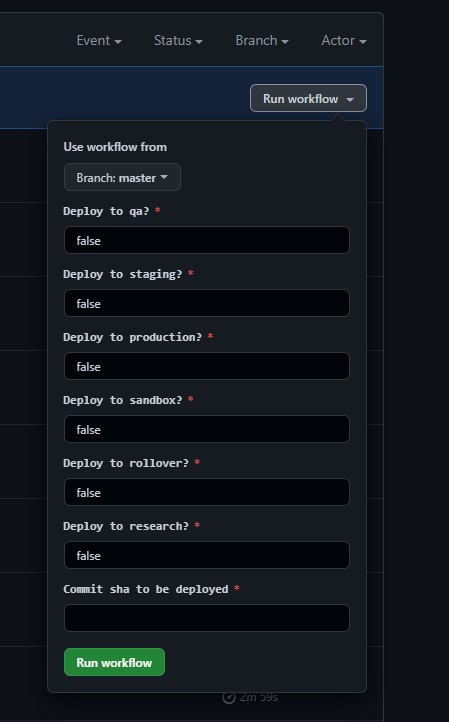 Event Status Branch Actor
Run workflow
Use workflow from
Branch: master
Deploy to qa? *
false
Deploy to staging? *
false
Deploy to production? *
false
Deploy to sandbox? *
false
Deploy to rollover? *
false
Deploy to research? *
false
Commit sha to be deployed *
Run workflow
2m 59s